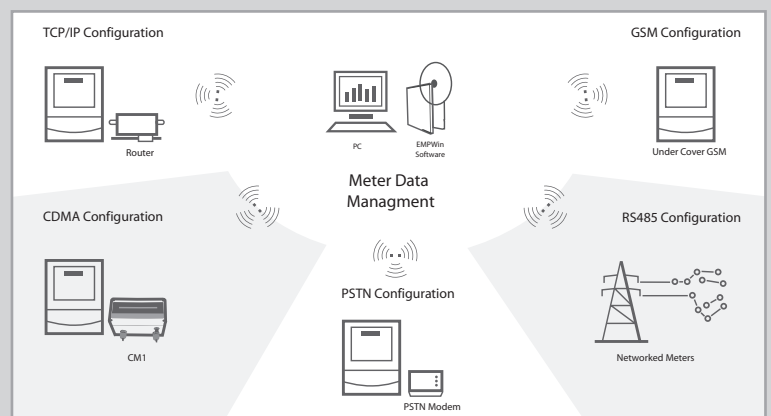 TCP/IP Configuration
GSM Configuration
Router
PC
EMPWin
Software
Under Cover GSM
Meter Data
Managment
CDMA Configuration
RS485 Configuration
PSTN Configuration
CM1
Networked Meters
PSTN Modem